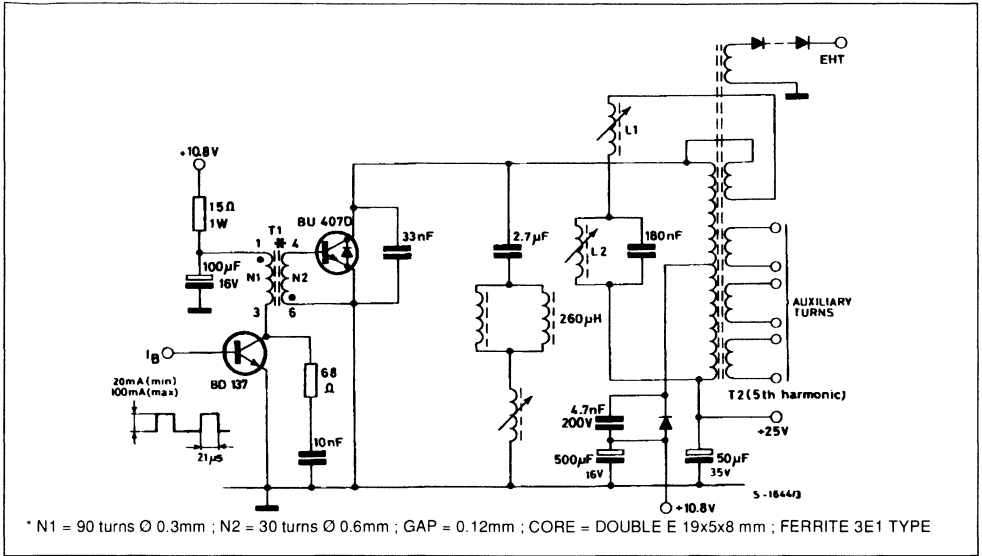 EHT
L1
+10.8V
15Ω
1W
T1
*
BU 407D
1
4
N1
N2
3
6
100µF
16V
33nF
2.7µF
L2
180nF
260µH
AUXILIARY
TURNS
IB
BD 137
20mA(min)
100mA(max)
21µs
68
Ω
10nF
T2(5th harmonic)
4.7nF
200V
+25V
500µF
16V
50µF
35V
S-1644/3
+10.8V
* N1 = 90 turns Ø 0.3mm ; N2 = 30 turns Ø 0.6mm ; GAP = 0.12mm ; CORE = DOUBLE E 19x5x8 mm ; FERRITE 3E1 TYPE